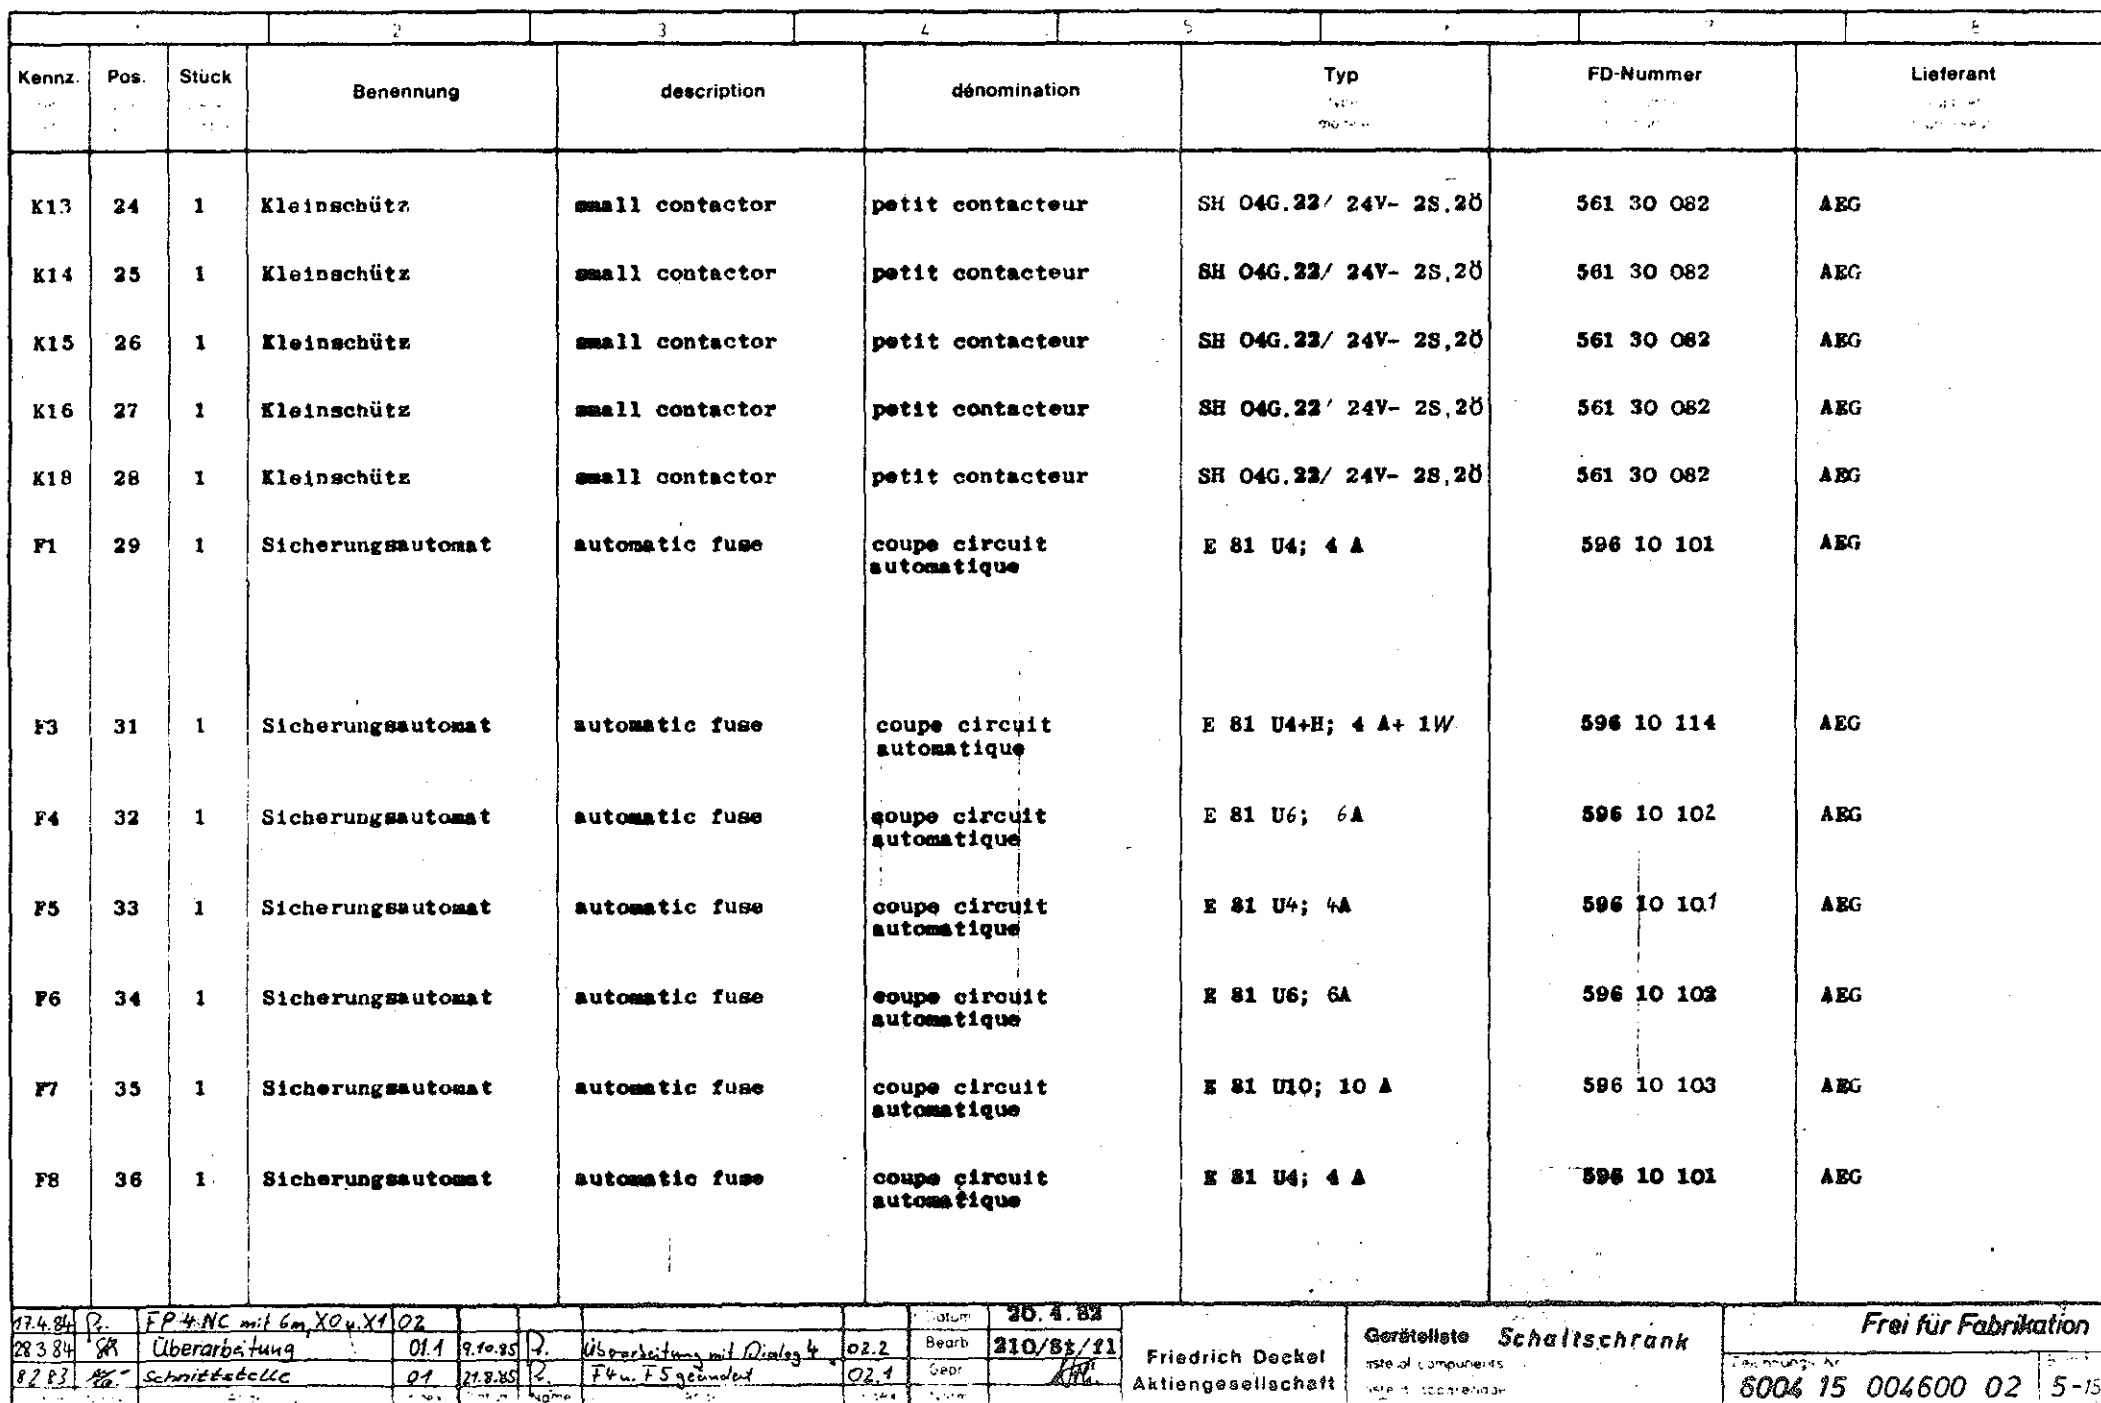 2 3 4 5 7 8
Kennz. Pos. Stück Benennung description dénomination Typ FD-Nummer Lieferant
K13 24 1 Kleinschütz small contactor petit contacteur SH 04G.22/ 24V- 2S,2Ö 561 30 082 AEG
K14 25 1 Kleinschütz small contactor petit contacteur SH 04G.22/ 24V- 2S,2Ö 561 30 082 AEG
K15 26 1 Kleinschütz small contactor petit contacteur SH 04G.22/ 24V- 2S,2Ö 561 30 082 AEG
K16 27 1 Kleinschütz small contactor petit contacteur SH 04G.22/ 24V- 2S,2Ö 561 30 082 AEG
K18 28 1 Kleinschütz small contactor petit contacteur SH 04G.22/ 24V- 2S,2Ö 561 30 082 AEG
F1 29 1 Sicherungsautomat automatic fuse coupe circuit E 81 U4; 4 A 596 10 101 AEG
automatique
F3 31 1 Sicherungsautomat automatic fuse coupe circuit E 81 U4+H; 4 A+ 1W 596 10 114 AEG
automatique
F4 32 1 Sicherungsautomat automatic fuse coupe circuit E 81 U6; 6A 596 10 102 AEG
automatique
F5 33 1 Sicherungsautomat automatic fuse coupe circuit E 81 U4; 4A 596 10 101 AEG
automatique
F6 34 1 Sicherungsautomat automatic fuse coupe circuit E 81 U6; 6A 596 10 102 AEG
automatique
F7 35 1 Sicherungsautomat automatic fuse coupe circuit E 81 U10; 10 A 596 10 103 AEG
automatique
F8 36 1 Sicherungsautomat automatic fuse coupe circuit E 81 U4; 4 A 596 10 101 AEG
automatique
17.4.84 FP 4 NC mit 6m, X0 u. X1 02 Datum 20.4.82 Frei für Fabrikation
28 3 84 Überarbeitung 01.1 9.10.85 Überarbeitung mit Dialog 4 02.2 Bearb 210/ Friedrich Deckel Geräteliste Schaltschrank
8 2 83 Schnittstelle 01 21.8.85 F4 u. F5 geändert 02.1 Gepr Aktiengesellschaft 6004 15 004600 02 5-15